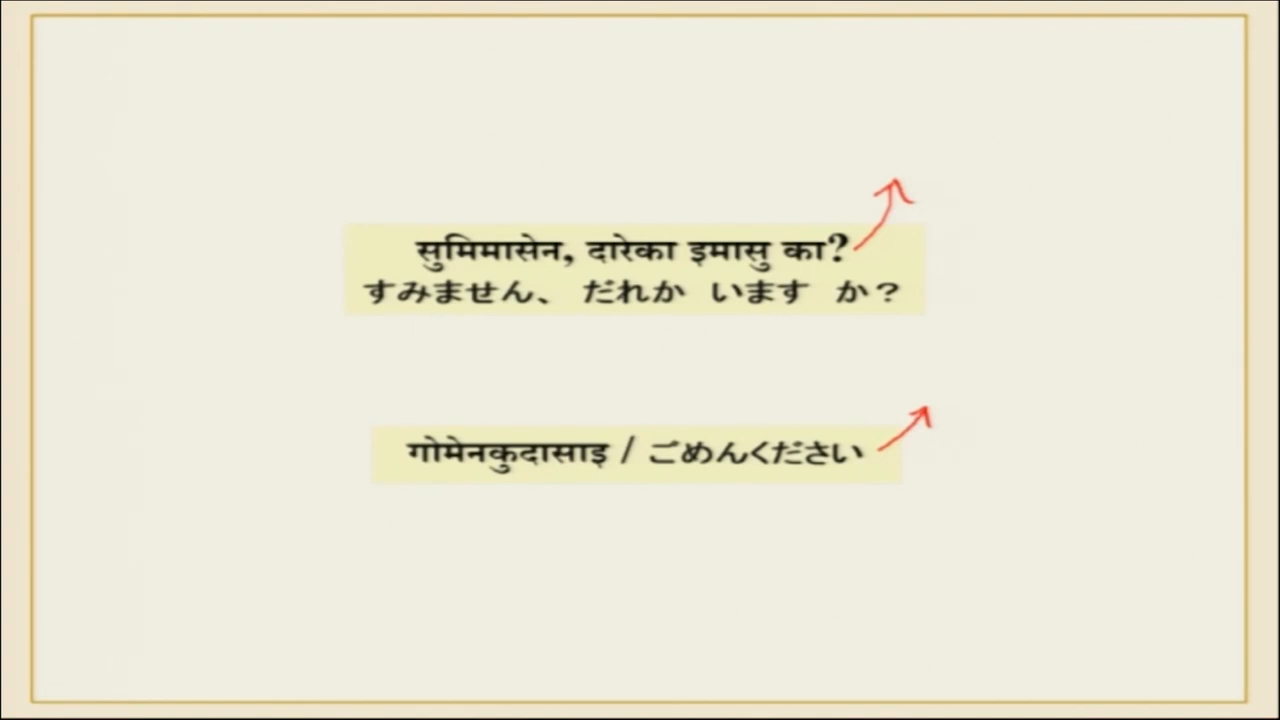 सुमिमासेन, दारेका इमासु का?
すみません、 だれか います か？
गोमेनकुदासाइ / ごめんください